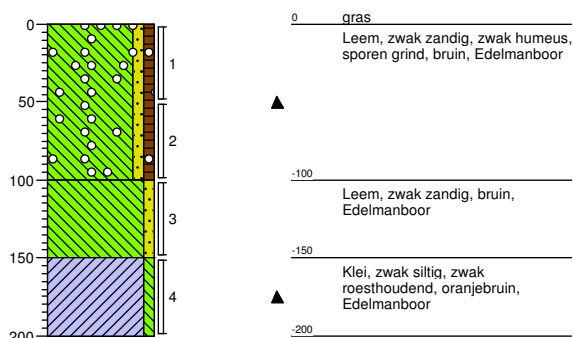 0
50
100
150
200
1
2
3
4
0
gras
Leem, zwak zandig, zwak humeus,
sporen grind, bruin, Edelmanboor
-100
Leem, zwak zandig, bruin,
Edelmanboor
-150
Klei, zwak siltig, zwak
roesthoudend, oranjebruin,
Edelmanboor
-200